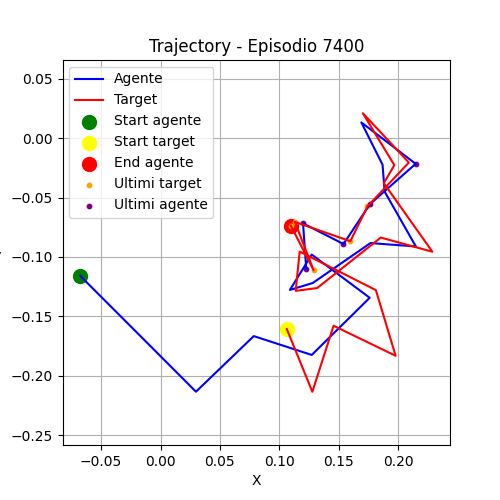 Trajectory - Episodio 7400
Agente
Target
Start agente
Start target
End agente
Ultimi target
Ultimi agente
0.05
0.00
−0.05
−0.10
−0.15
−0.20
−0.25
−0.05
0.00
0.05
0.10
0.15
0.20
X